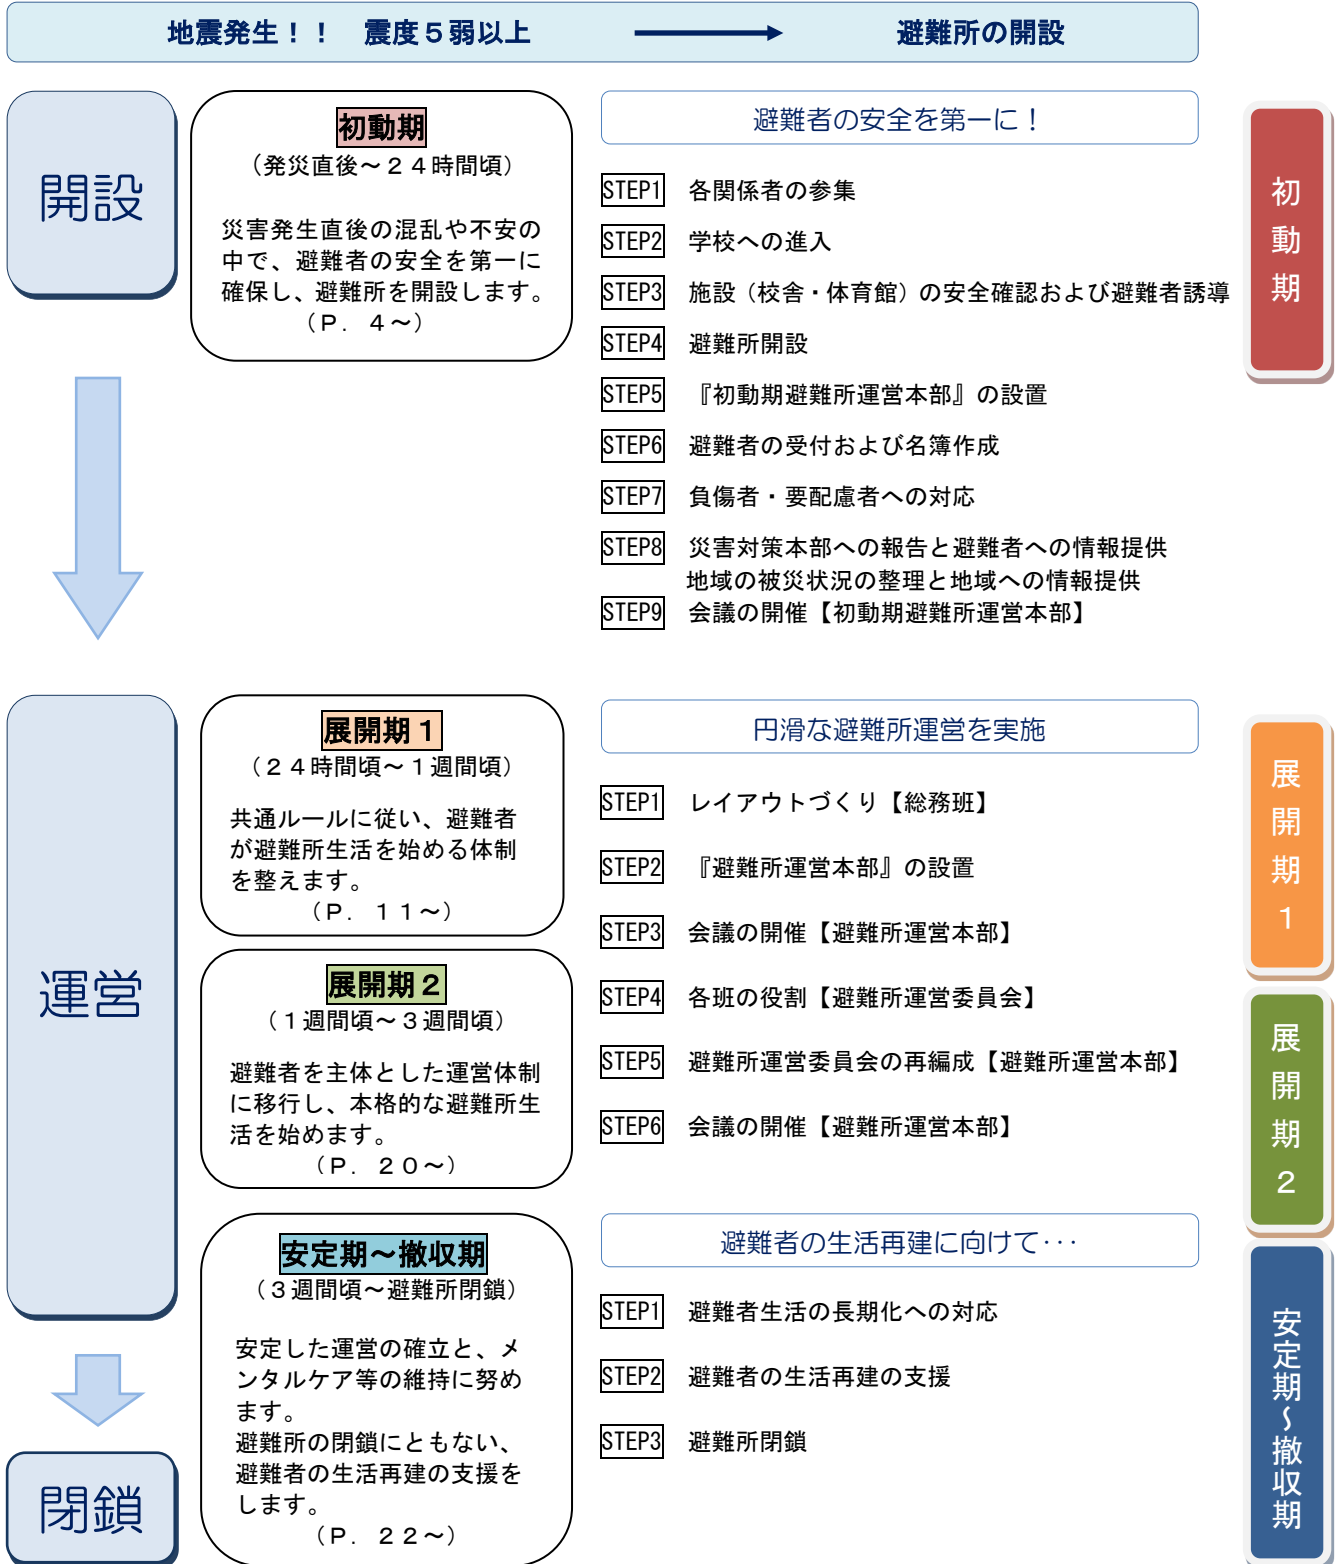 地震発生！！　震度５弱以上
避難所の開設
開設
初動期
（発災直後～２４時間頃）
災害発生直後の混乱や不安の
中で、避難者の安全を第一に
確保し、避難所を開設します。
（Ｐ．４～）
避難者の安全を第一に！
STEP1　各関係者の参集
STEP2　学校への進入
STEP3　施設（校舎・体育館）の安全確認および避難者誘導
STEP4　避難所開設
STEP5　『初動期避難所運営本部』の設置
STEP6　避難者の受付および名簿作成
STEP7　負傷者・要配慮者への対応
STEP8　災害対策本部への報告と避難者への情報提供
地域の被災状況の整理と地域への情報提供
STEP9　会議の開催【初動期避難所運営本部】
初動期
運営
展開期１
（２４時間頃～１週間頃）
共通ルールに従い、避難者
が避難所生活を始める体制
を整えます。
（Ｐ．１１～）
展開期２
（１週間頃～３週間頃）
避難者を主体とした運営体制
に移行し、本格的な避難所生
活を始めます。
（Ｐ．２０～）
円滑な避難所運営を実施
STEP1　レイアウトづくり【総務班】
STEP2　『避難所運営本部』の設置
STEP3　会議の開催【避難所運営本部】
STEP4　各班の役割【避難所運営委員会】
STEP5　避難所運営委員会の再編成【避難所運営本部】
STEP6　会議の開催【避難所運営本部】
展開期１
展開期２
安定期～撤収期
（３週間頃～避難所閉鎖）
安定した運営の確立と、メ
ンタルケア等の維持に努め
ます。
避難所の閉鎖にともない、
避難者の生活再建の支援を
します。
（Ｐ．２２～）
避難者の生活再建に向けて･･･
STEP1　避難者生活の長期化への対応
STEP2　避難者の生活再建の支援
STEP3　避難所閉鎖
安定期～撤収期
閉鎖